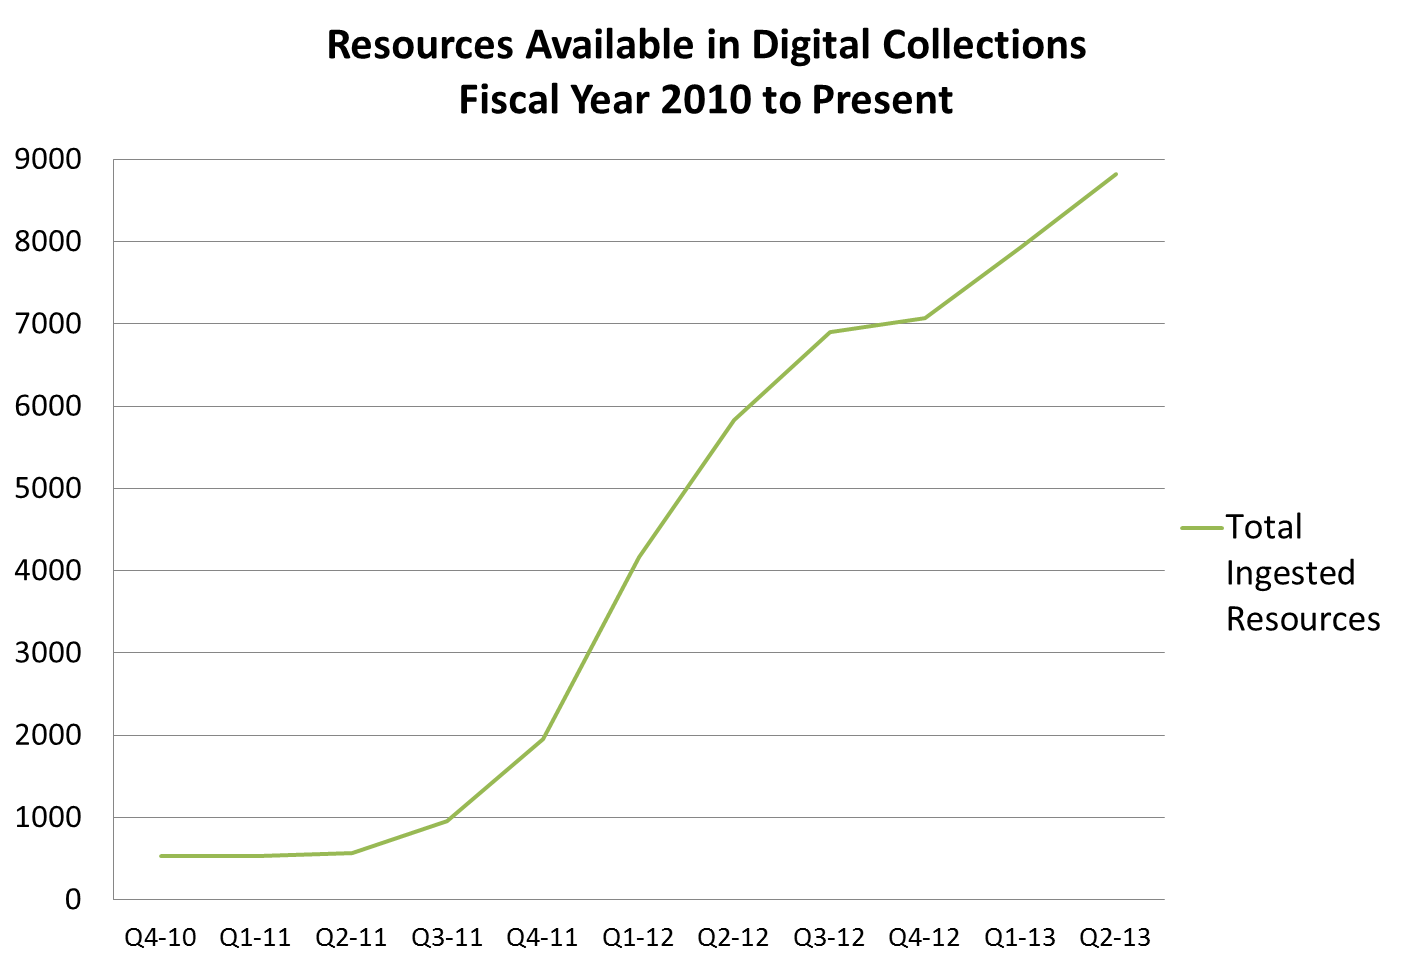 Resources Available in Digital Collections
Fiscal Year 2010 to Present
9000
8000
7000
6000
5000
4000
3000
2000
1000
0
Q4-10 Q1-11 Q2-11 Q3-11 Q4-11 Q1-12 Q2-12 Q3-12 Q4-12 Q1-13 Q2-13
Total
Ingested
Resources